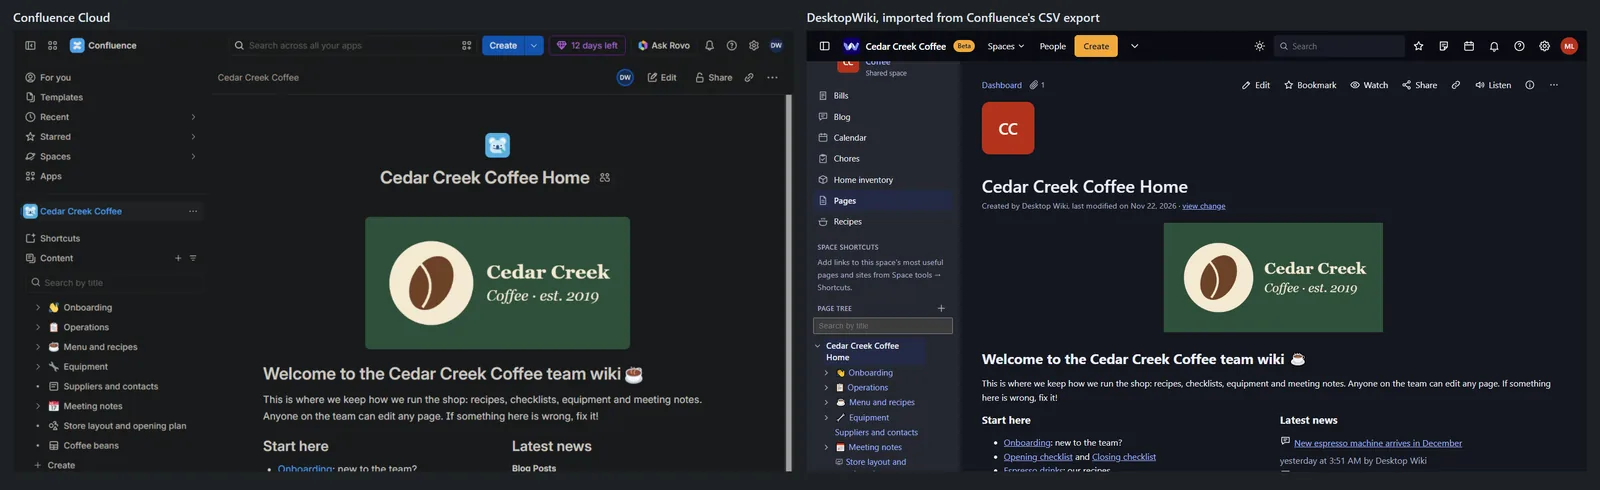 Confluence Cloud
Confluence
Search across all your apps
Create
12 days left
Ask Rovo
DW
For you
Templates
Recent
Starred
Spaces
Apps
Cedar Creek Coffee
Shortcuts
Content
Search by title
Onboarding
Operations
Menu and recipes
Equipment
Suppliers and contacts
Meeting notes
Store layout and opening plan
Coffee beans
Create
Cedar Creek Coffee
DW
Edit
Share
Cedar Creek Coffee Home
Cedar Creek
Coffee · est. 2019
Welcome to the Cedar Creek Coffee team wiki
This is where we keep how we run the shop: recipes, checklists, equipment and meeting notes.
Anyone on the team can edit any page. If something here is wrong, fix it!
Start here
Onboarding: new to the team?
Latest news
Blog Posts
DesktopWiki, imported from Confluence's CSV export
Cedar Creek Coffee
Beta
Spaces
People
Create
Search
ML
CC
Coffee
Shared space
Bills
Blog
Calendar
Chores
Home inventory
Pages
Recipes
SPACE SHORTCUTS
Add links to this space's most useful
pages and sites from Space tools →
Shortcuts.
PAGE TREE
Search by title
Cedar Creek Coffee
Home
Onboarding
Operations
Menu and recipes
Equipment
Suppliers and contacts
Meeting notes
Store layout and
Dashboard
1
Edit
Bookmark
Watch
Share
Listen
CC
Cedar Creek Coffee Home
Created by Desktop Wiki, last modified on Nov 22, 2026 · view change
Cedar Creek
Coffee · est. 2019
Welcome to the Cedar Creek Coffee team wiki
This is where we keep how we run the shop: recipes, checklists, equipment and meeting notes. Anyone on the team can edit any page. If something
here is wrong, fix it!
Start here
Onboarding: new to the team?
Opening checklist and Closing checklist
Espresso drinks: our recipes
Latest news
New espresso machine arrives in December
yesterday at 3:51 AM by Desktop Wiki